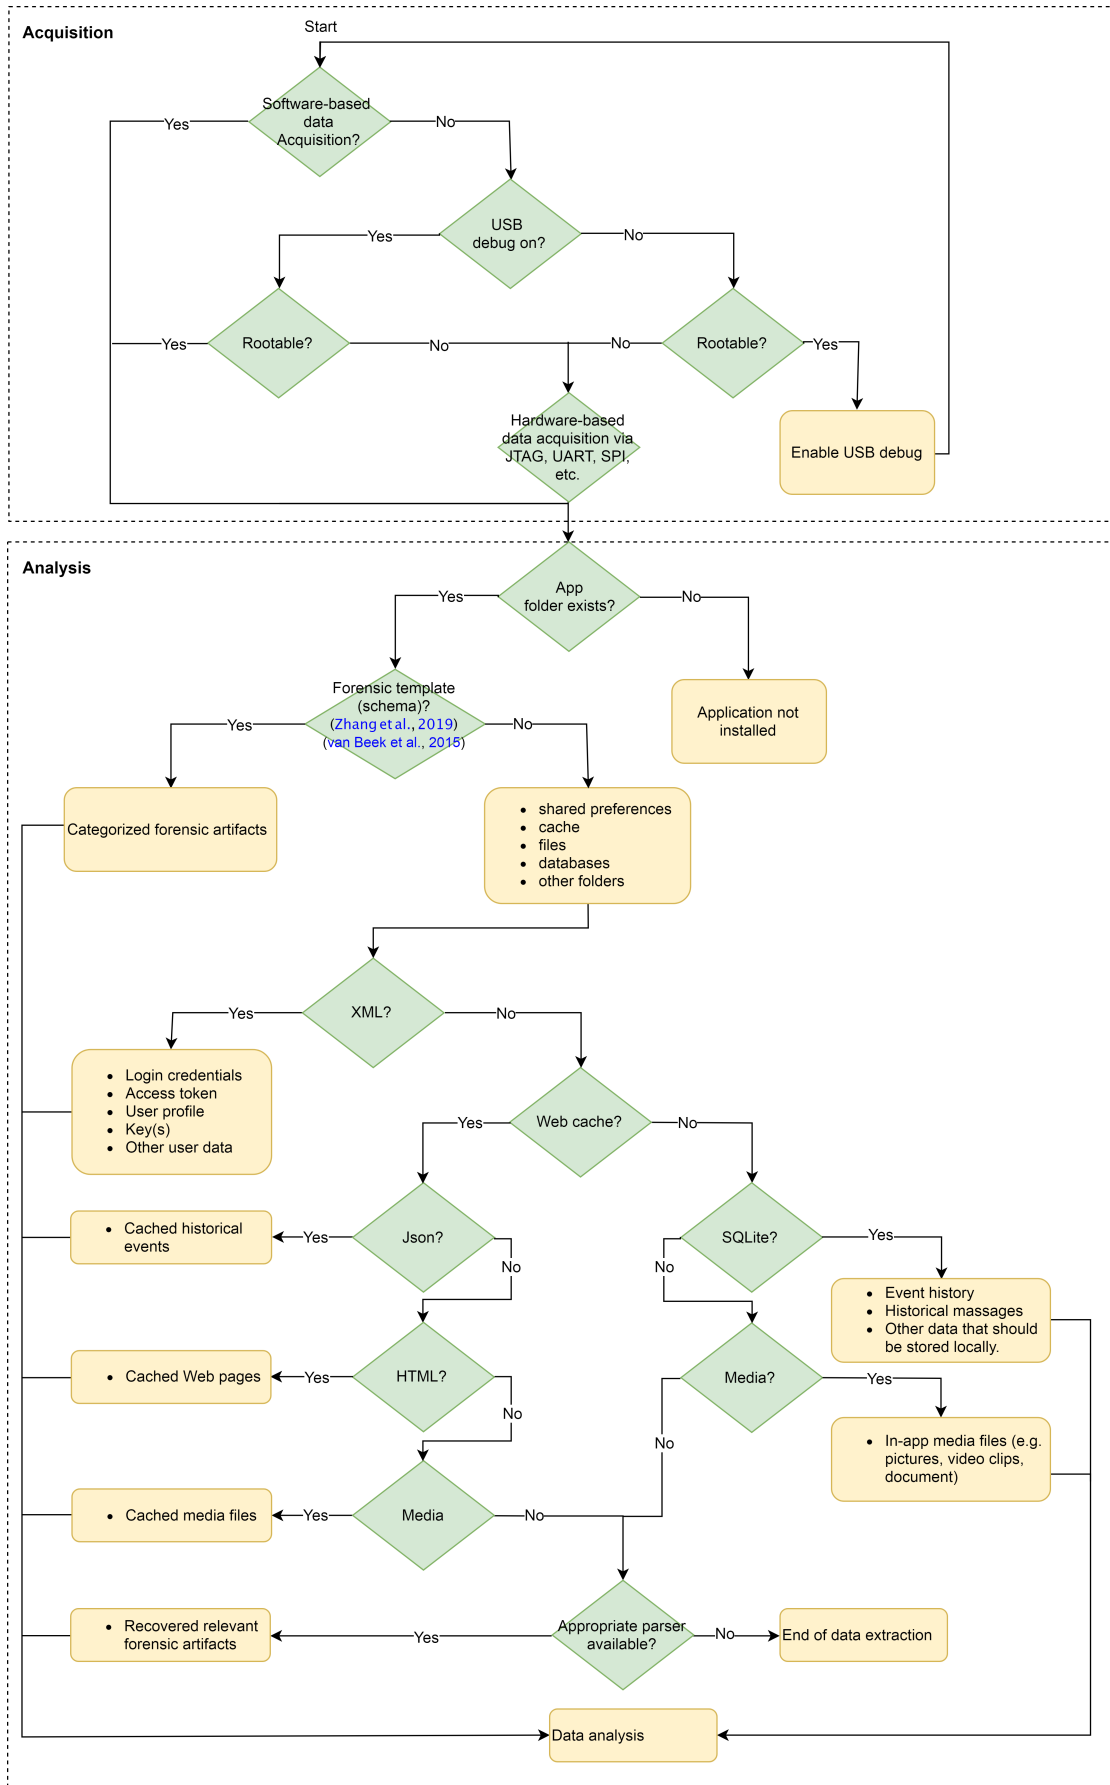 Acquisition
Start
Software-based
data
Acquisition?
Yes
No
USB
debug on?
Yes
No
Rootable?
Yes
No
No
Rootable?
Yes
Hardware-based
data acquisition via
JTAG, UART, SPI,
etc.
Enable USB debug
Analysis
App
folder exists?
Yes
No
Forensic template
(schema)?
(Zhang et al., 2019)
(van Beek et al., 2015)
Yes
No
Application not
installed
Categorized forensic artifacts
• shared preferences
• cache
• files
• databases
• other folders
XML?
Yes
No
• Login credentials
• Access token
• User profile
• Key(s)
• Other user data
Web cache?
Yes
No
• Cached historical
events
Yes
Json?
No
SQLite?
Yes
No
• Event history
• Historical massages
• Other data that should
be stored locally.
• Cached Web pages
Yes
HTML?
No
Media?
Yes
No
• In-app media files (e.g.
pictures, video clips,
document)
• Cached media files
Yes
Media
No
• Recovered relevant
forensic artifacts
Yes
Appropriate parser
available?
No
End of data extraction
Data analysis